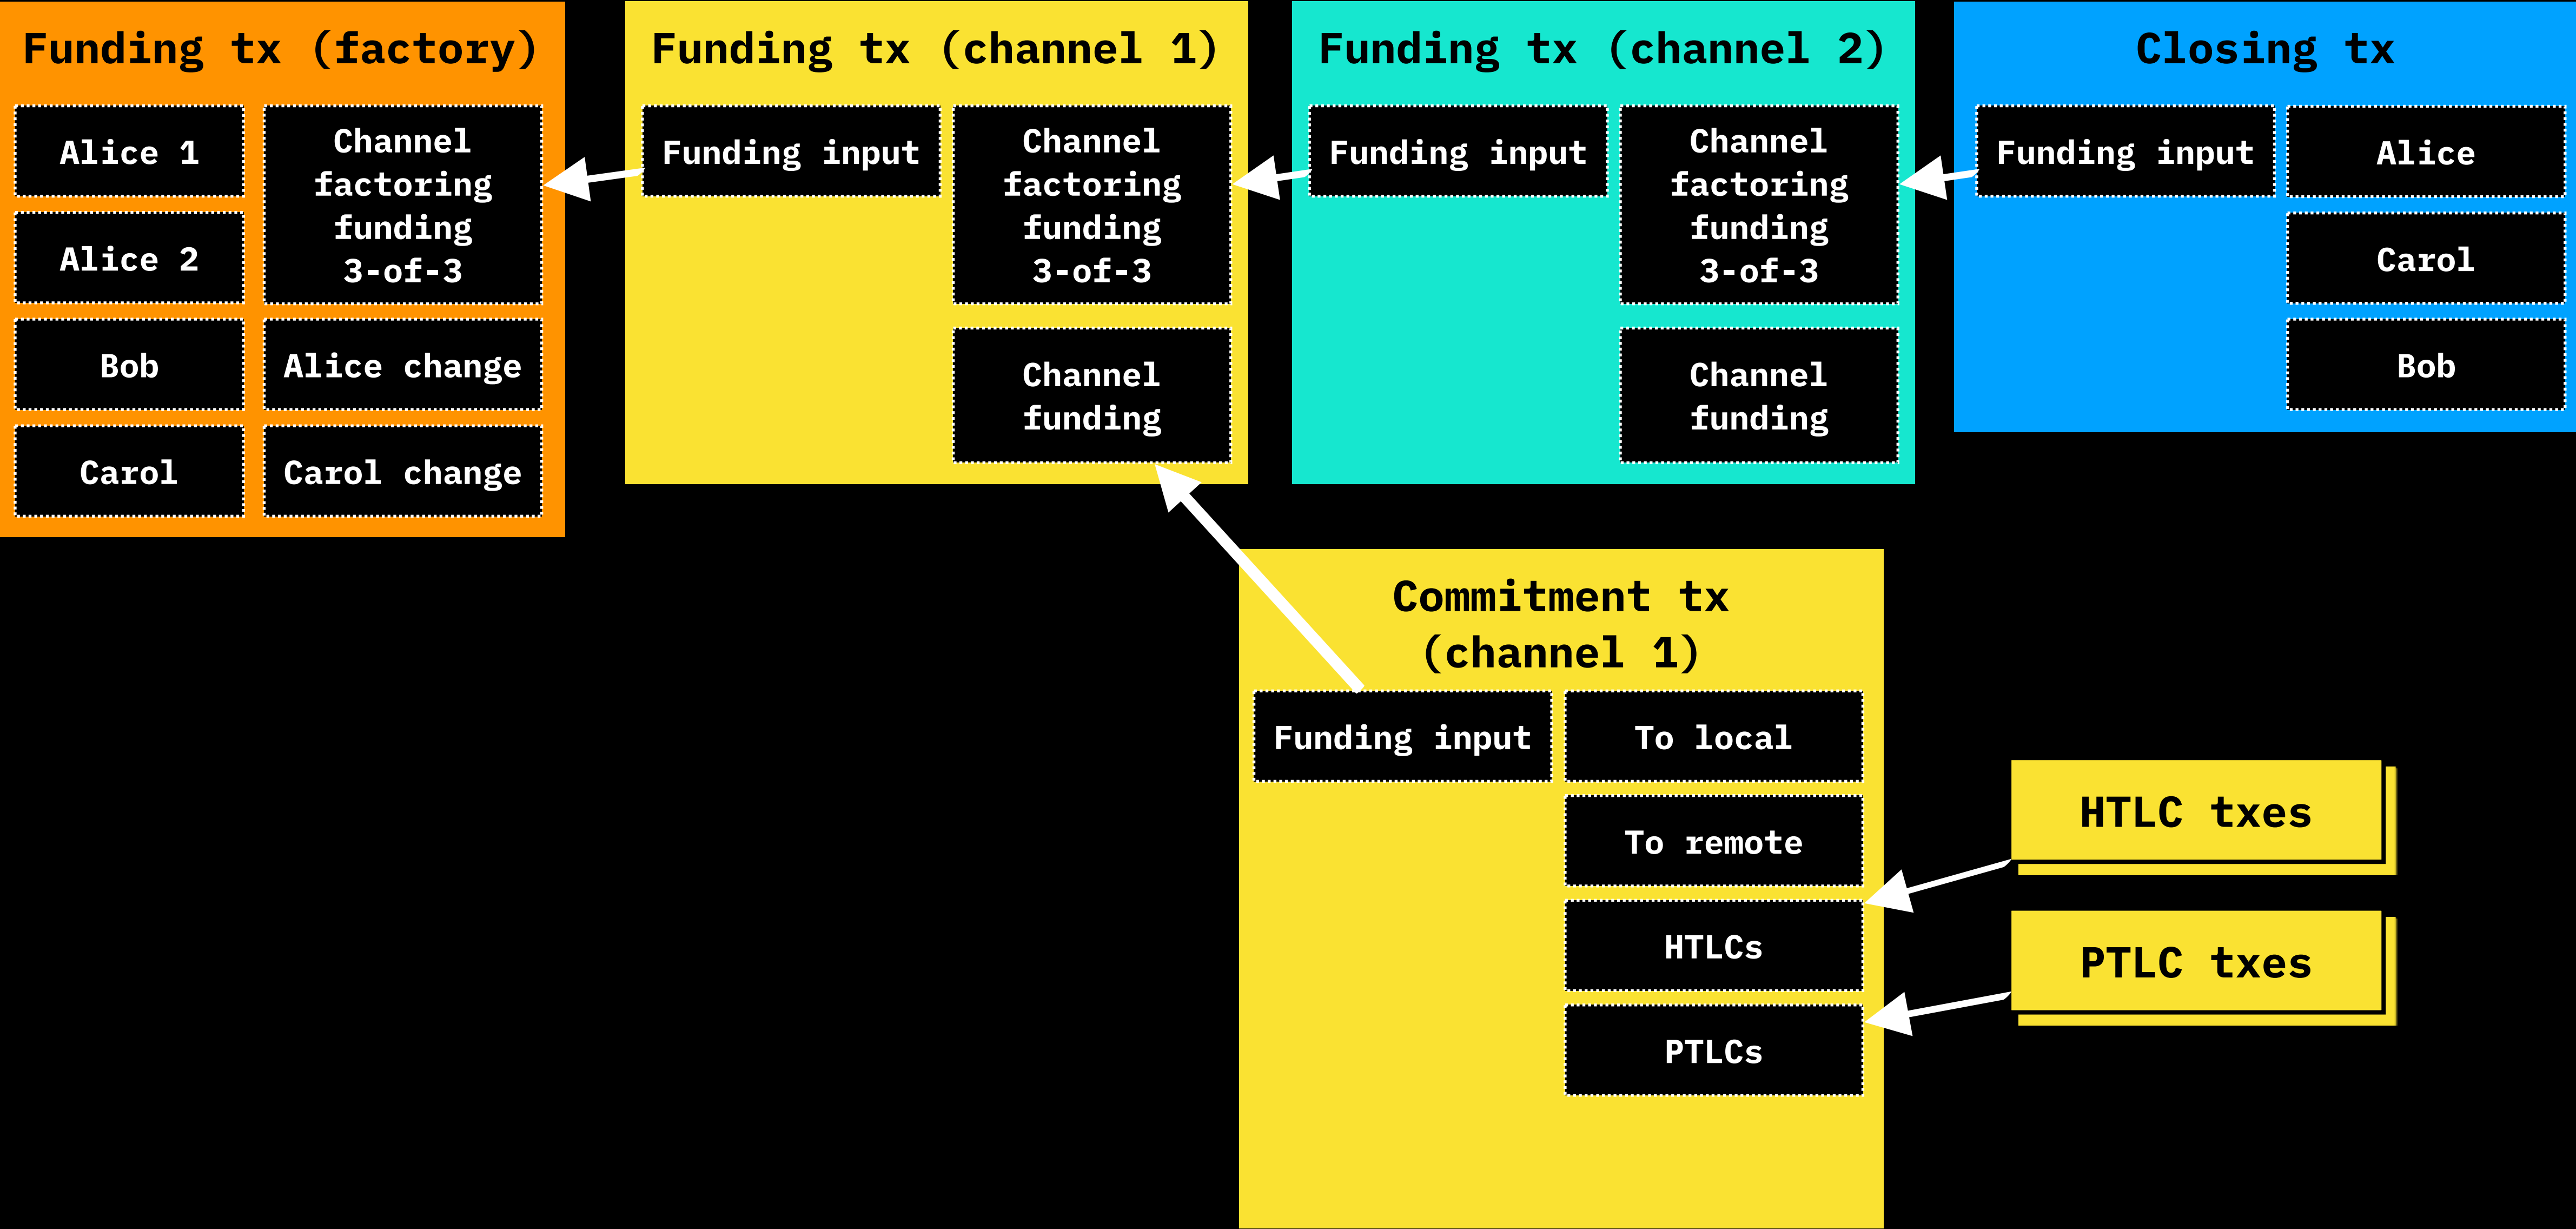 Funding tx (factory)
Alice 1
Alice 2
Bob
Carol
Channel
factoring
funding
3-of-3
Alice change
Carol change
Funding tx (channel 1)
Funding input
Channel
factoring
funding
3-of-3
Channel
funding
Funding tx (channel 2)
Funding input
Channel
factoring
funding
3-of-3
Channel
funding
Closing tx
Funding input
Alice
Carol
Bob
Commitment tx
(channel 1)
Funding input
To local
To remote
HTLCs
PTLCs
HTLC txes
PTLC txes